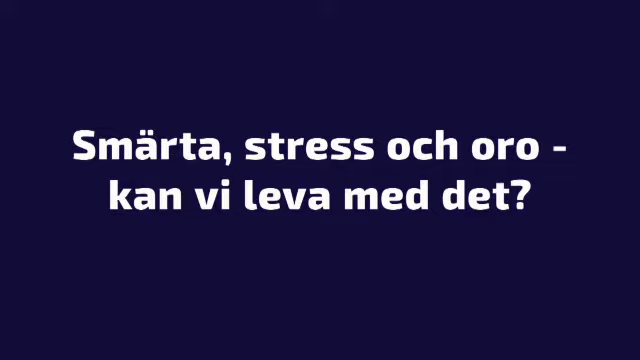 Smärta, stress och oro -
kan vi leva med det?